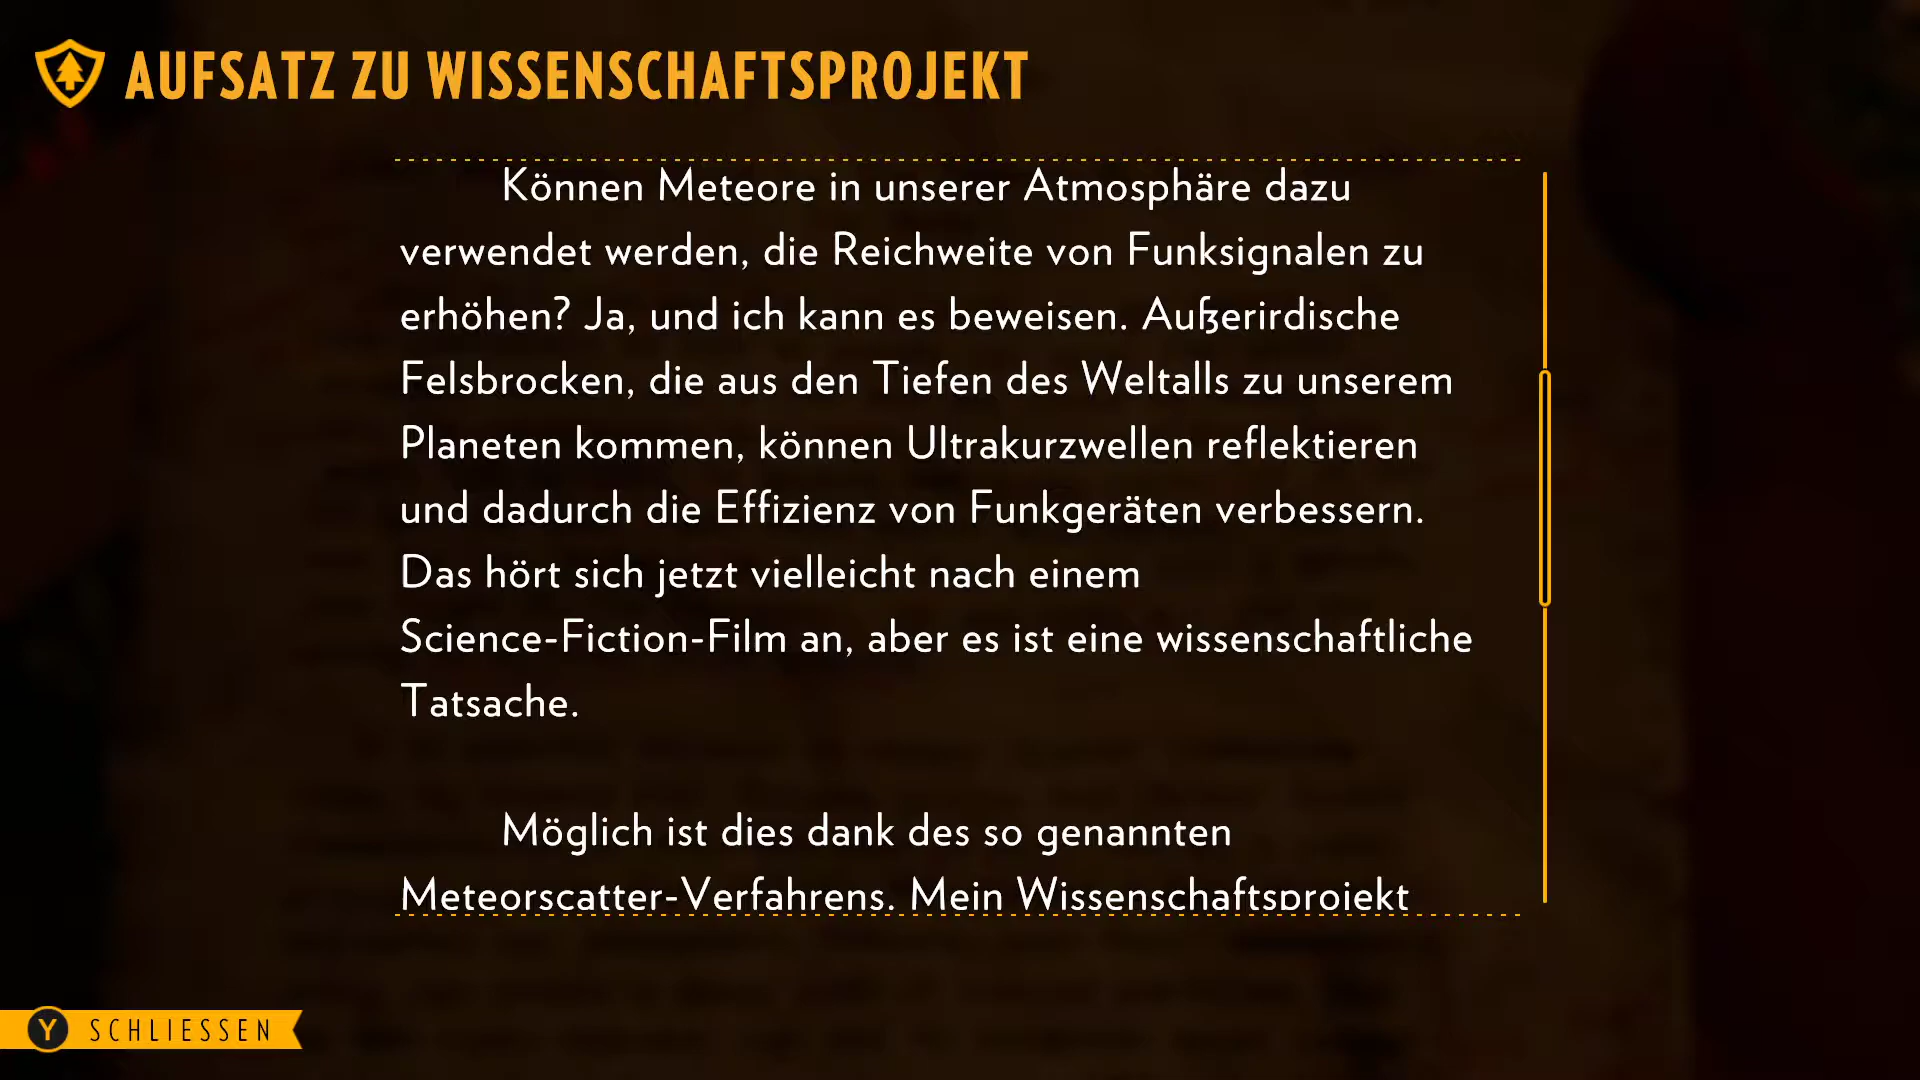 AUFSATZ ZU WISSENSCHAFTSPROJEKT
Können Meteore in unserer Atmosphäre dazu
verwendet werden, die Reichweite von Funksignalen zu
erhöhen? Ja, und ich kann es beweisen. Außerirdische
Felsbrocken, die aus den Tiefen des Weltalls zu unserem
Planeten kommen, können Ultrakurzwellen reflektieren
und dadurch die Effizienz von Funkgeräten verbessern.
Das hört sich jetzt vielleicht nach einem
Science-Fiction-Film an, aber es ist eine wissenschaftliche
Tatsache.
Möglich ist dies dank des so genannten
Meteorscatter-Verfahrens. Mein Wissenschaftsprojekt
Y SCHLIESSEN